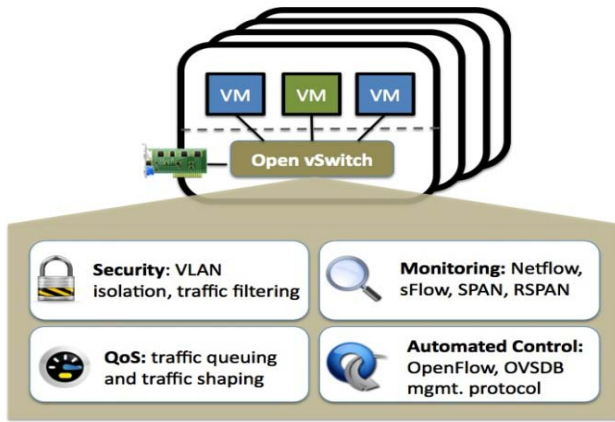 VM VM VM
Open vSwitch
Security: VLAN
isolation, traffic filtering
Monitoring: Netflow,
sFlow, SPAN, RSPAN
QoS: traffic queuing
and traffic shaping
Automated Control:
OpenFlow, OVSDB
mgmt. protocol